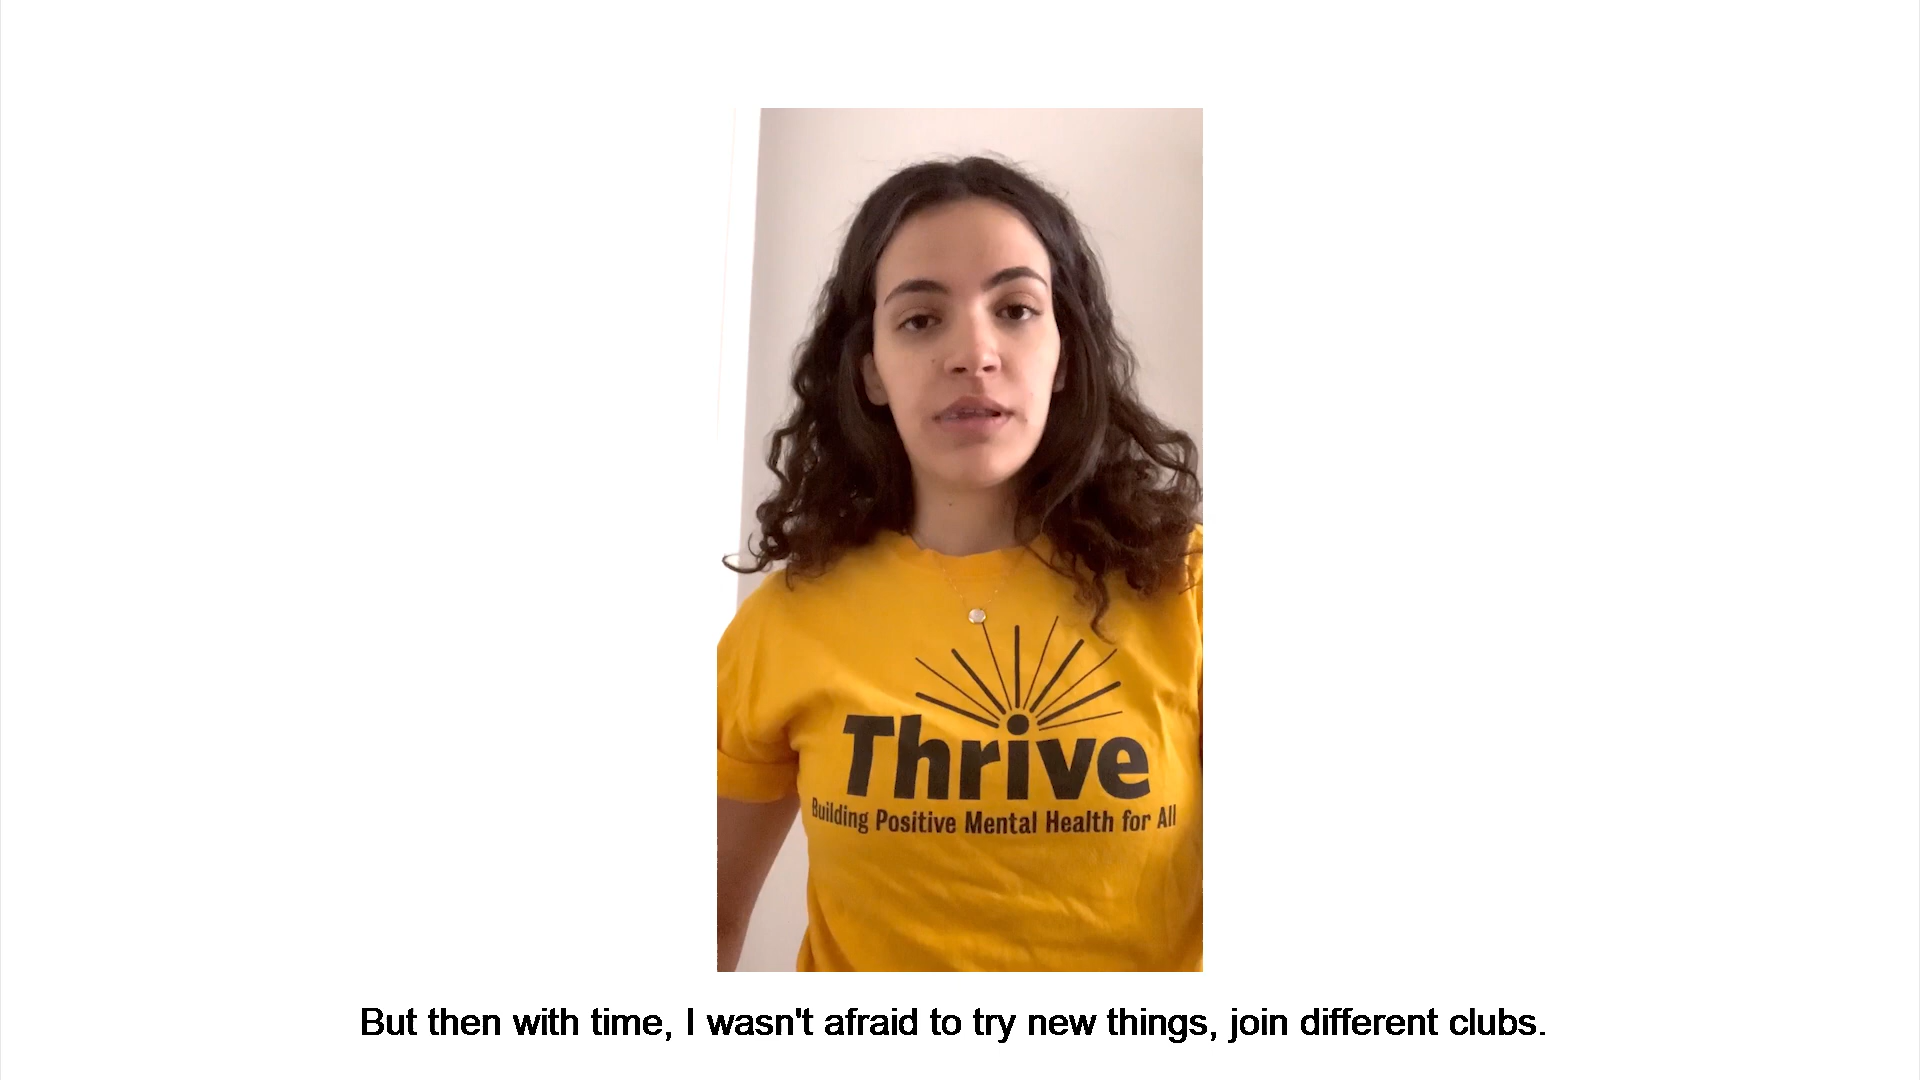 Thrive
Building Positive Mental Health for All
But then with time, I wasn't afraid to try new things, join different clubs.